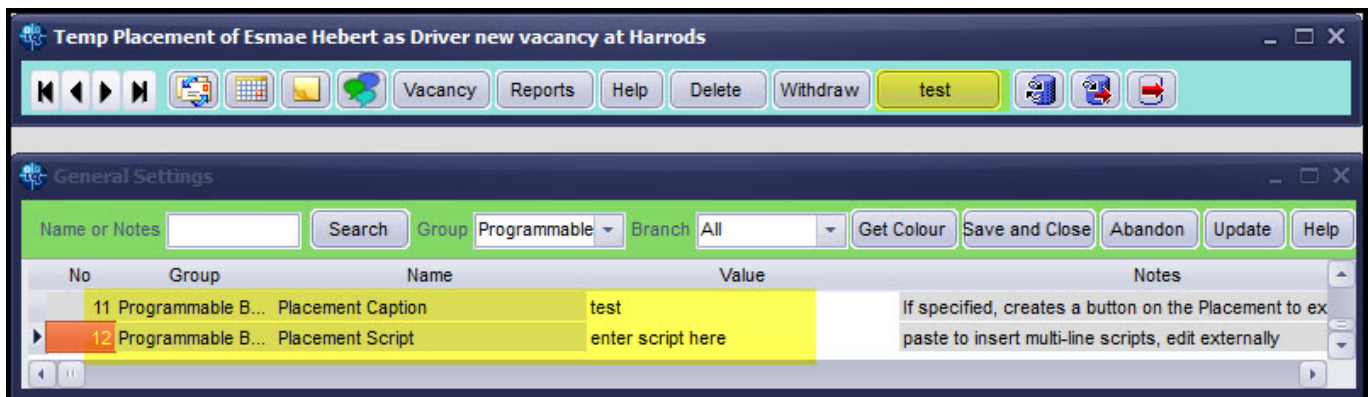 Temp Placement of Esmae Hebert as Driver new vacancy at Harrods
Vacancy Reports Help Delete Withdraw test
General Settings
Name or Notes Search Group Programmable Branch All Get Colour Save and Close Abandon Update Help
No Group Name Value Notes
11 Programmable B... Placement Caption test If specified, creates a button on the Placement to ex
12 Programmable B... Placement Script enter script here paste to insert multi-line scripts, edit externally